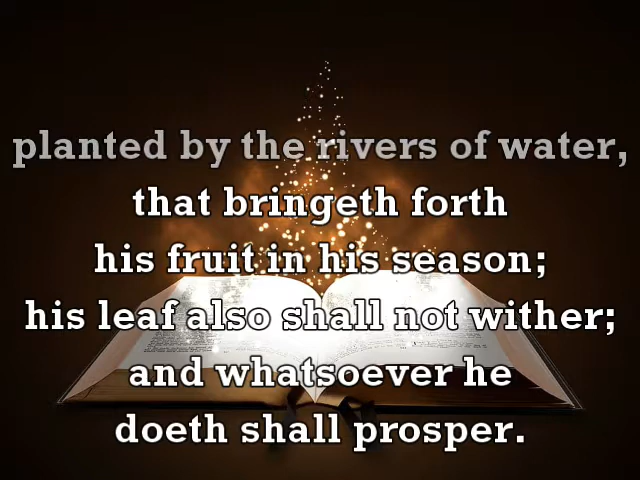 planted by the rivers of water,
that bringeth forth
his fruit in his season;
his leaf also shall not wither;
and whatsoever he
doeth shall prosper.